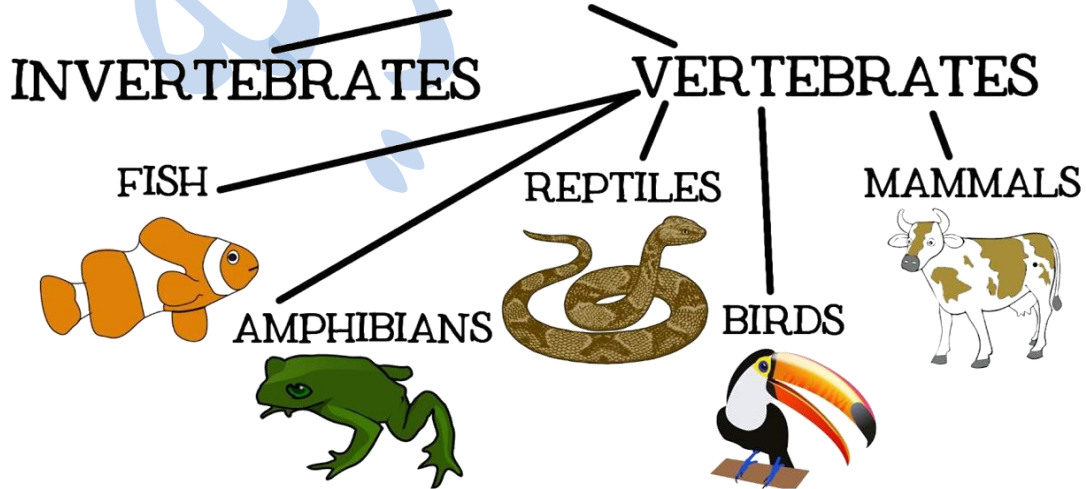 INVERTEBRATES
VERTEBRATES
FISH
REPTILES
MAMMALS
AMPHIBIANS
BIRDS